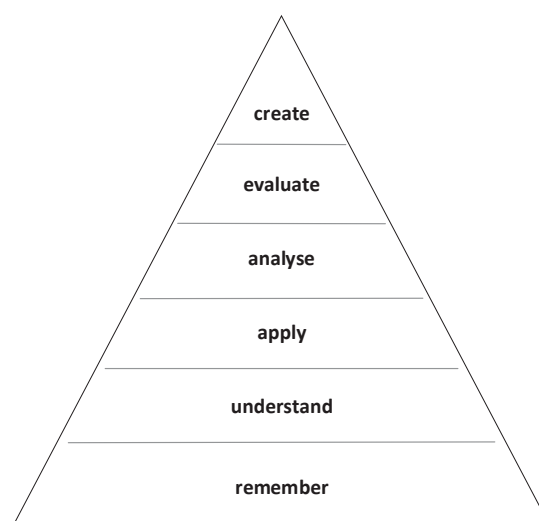 create
evaluate
analyse
apply
understand
remember